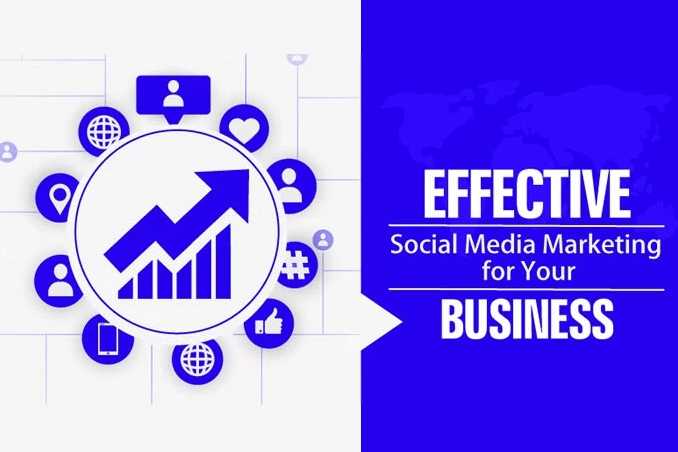 EFFECTIVE
Social Media Marketing
for Your
BUSINESS
#